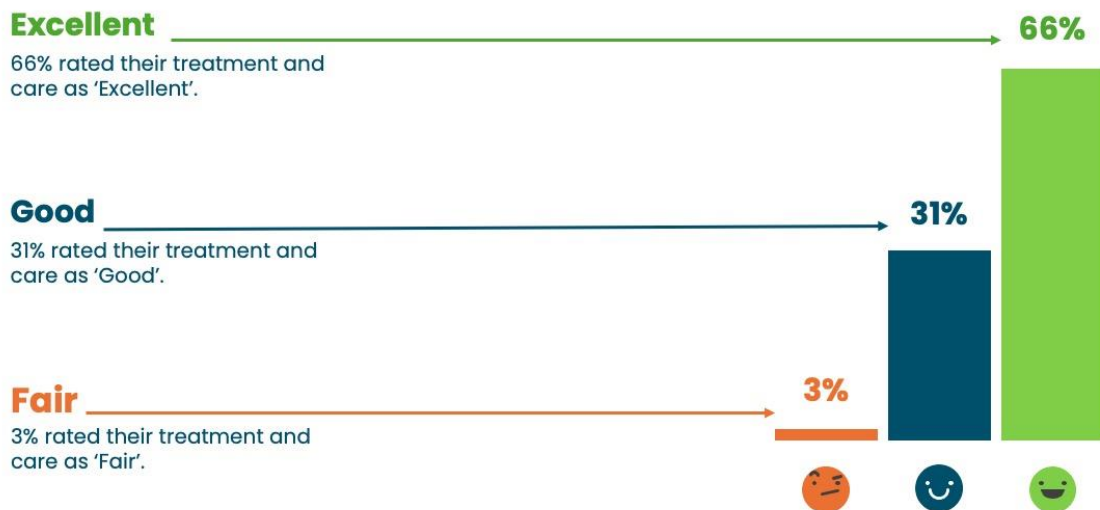 Excellent
66%
66% rated their treatment and
care as ‘Excellent’.
Good
31%
31% rated their treatment and
care as ‘Good’.
Fair
3%
3% rated their treatment and
care as ‘Fair’.